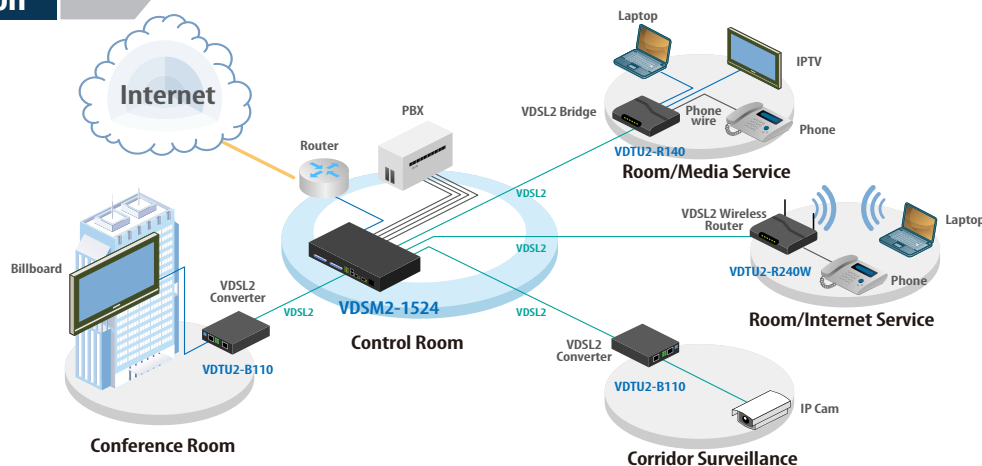 Internet
Router
PBX
Laptop
IPTV
VDSL2 Bridge
Phone
wire
Phone
VDTU2-R140
Room/Media Service
VDSL2
VDSL2 Wireless
Router
Laptop
VDSL2
VDTU2-R240W
Phone
Room/Internet Service
Billboard
VDSL2
Converter
VDSL2
VDTU2-B110
Conference Room
VDSM2-1524
Control Room
VDSL2
VDSL2
Converter
VDTU2-B110
IP Cam
Corridor Surveillance